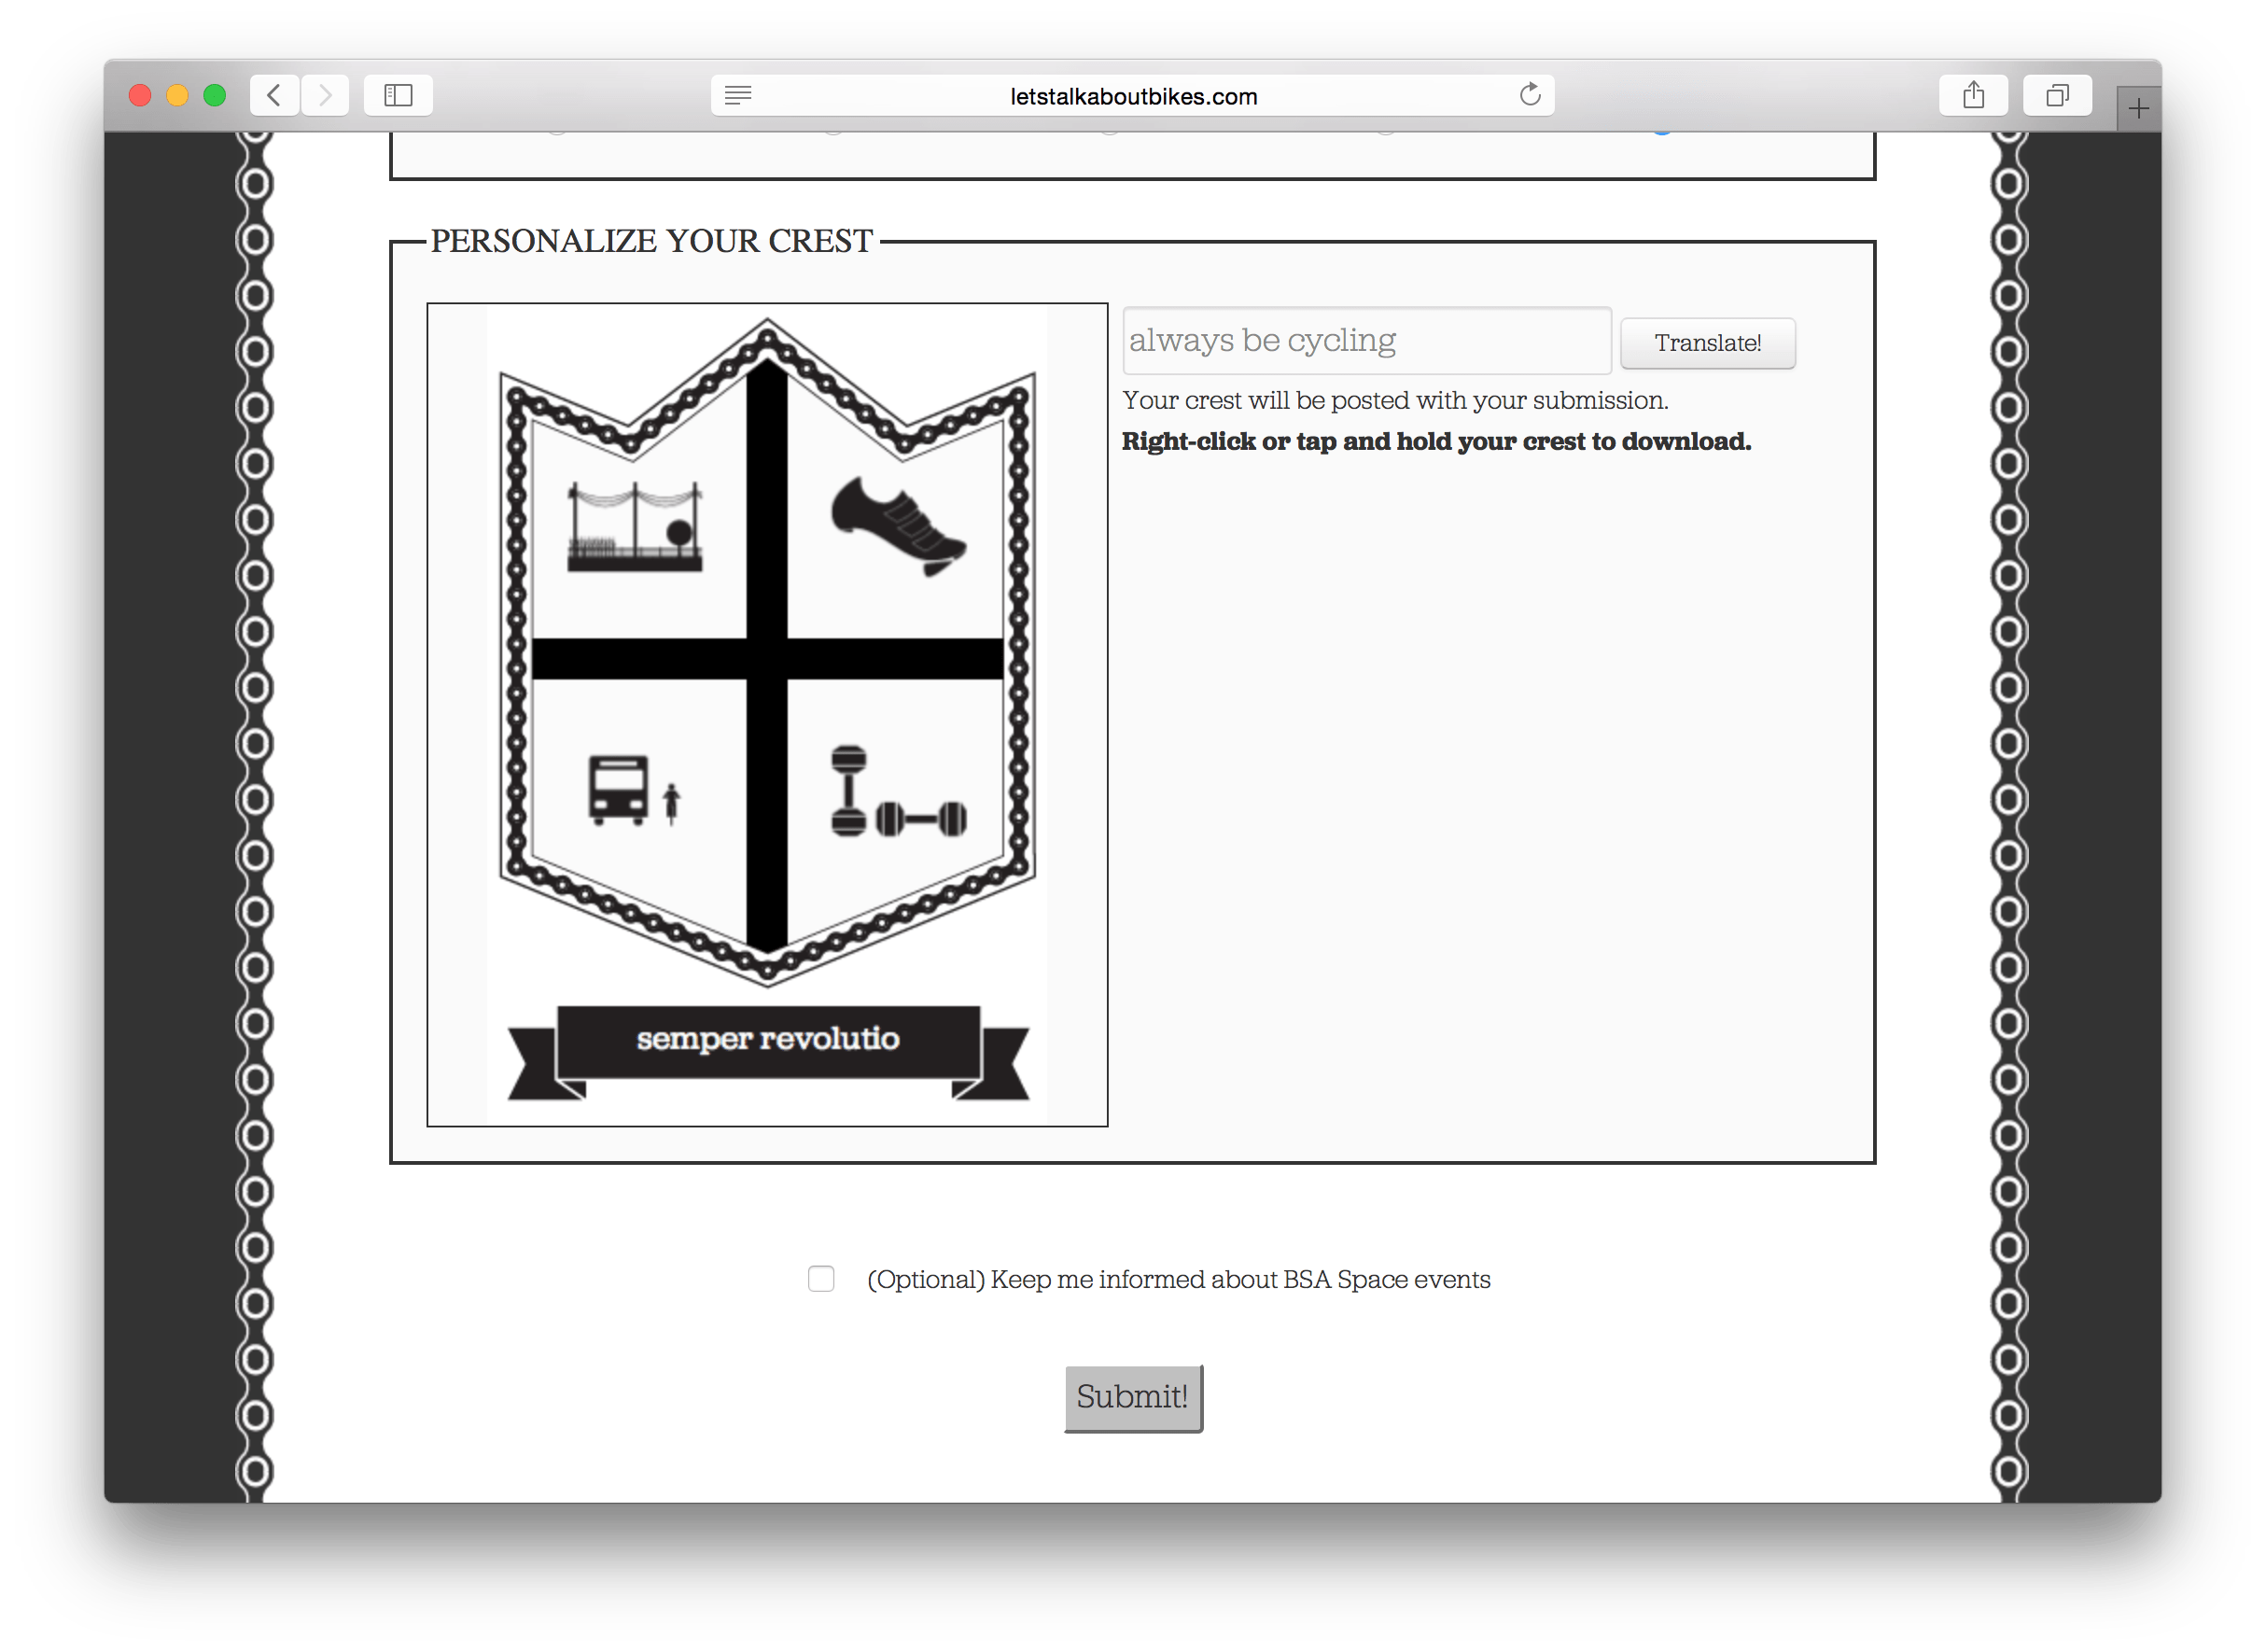 letstalkaboutbikes.com
PERSONALIZE YOUR CREST
always be cycling
Translate!
Your crest will be posted with your submission.
Right-click or tap and hold your crest to download.
semper revolutio
(Optional) Keep me informed about BSA Space events
Submit!